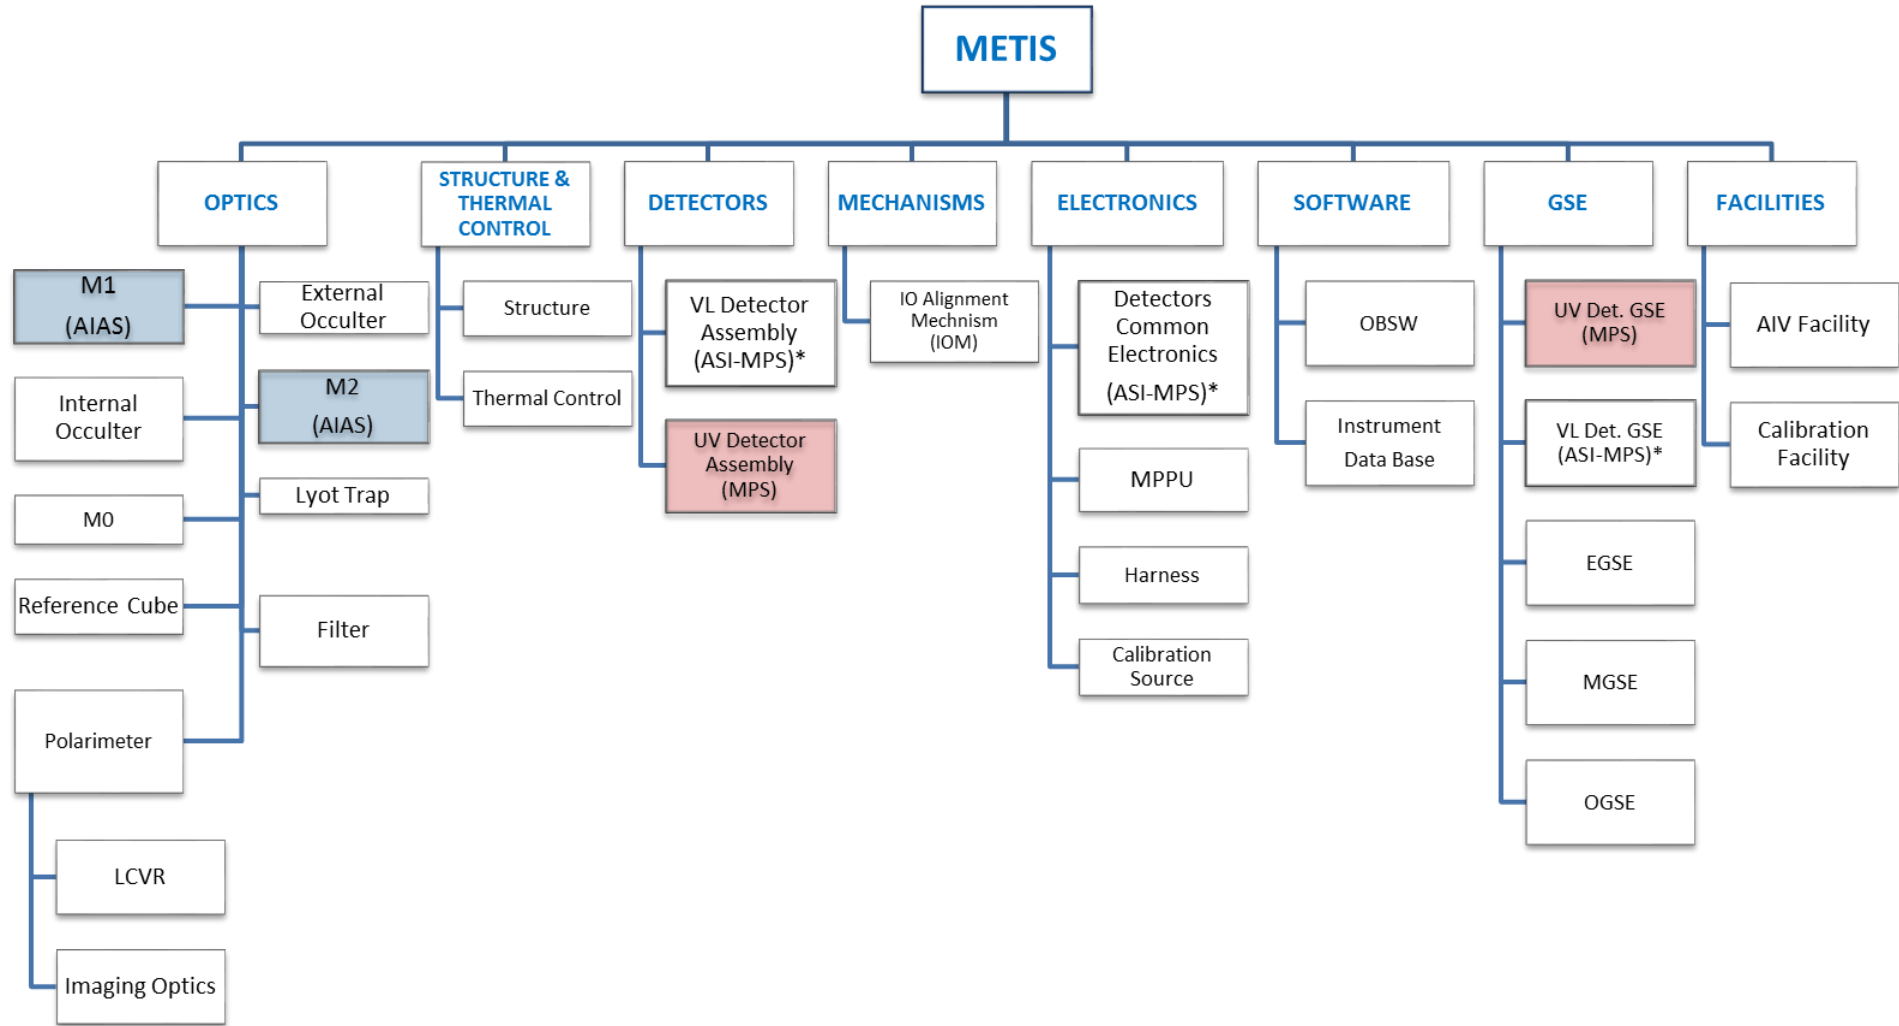 METIS
OPTICS
STRUCTURE &
THERMAL
CONTROL
DETECTORS
MECHANISMS
ELECTRONICS
SOFTWARE
GSE
FACILITIES
M1
(AIAS)
External
Occulter
Internal
Occulter
M2
(AIAS)
M0
Lyot Trap
Reference Cube
Filter
Polarimeter
LCVR
Imaging Optics
Structure
Thermal Control
VL Detector
Assembly
(ASI-MPS)*
UV Detector
Assembly
(MPS)
IO Alignment
Mechnism
(IOM)
Detectors
Common
Electronics
(ASI-MPS)*
MPPU
Harness
Calibration
Source
OBSW
Instrument
Data Base
UV Det. GSE
(MPS)
VL Det. GSE
(ASI-MPS)*
EGSE
MGSE
OGSE
AIV Facility
Calibration
Facility